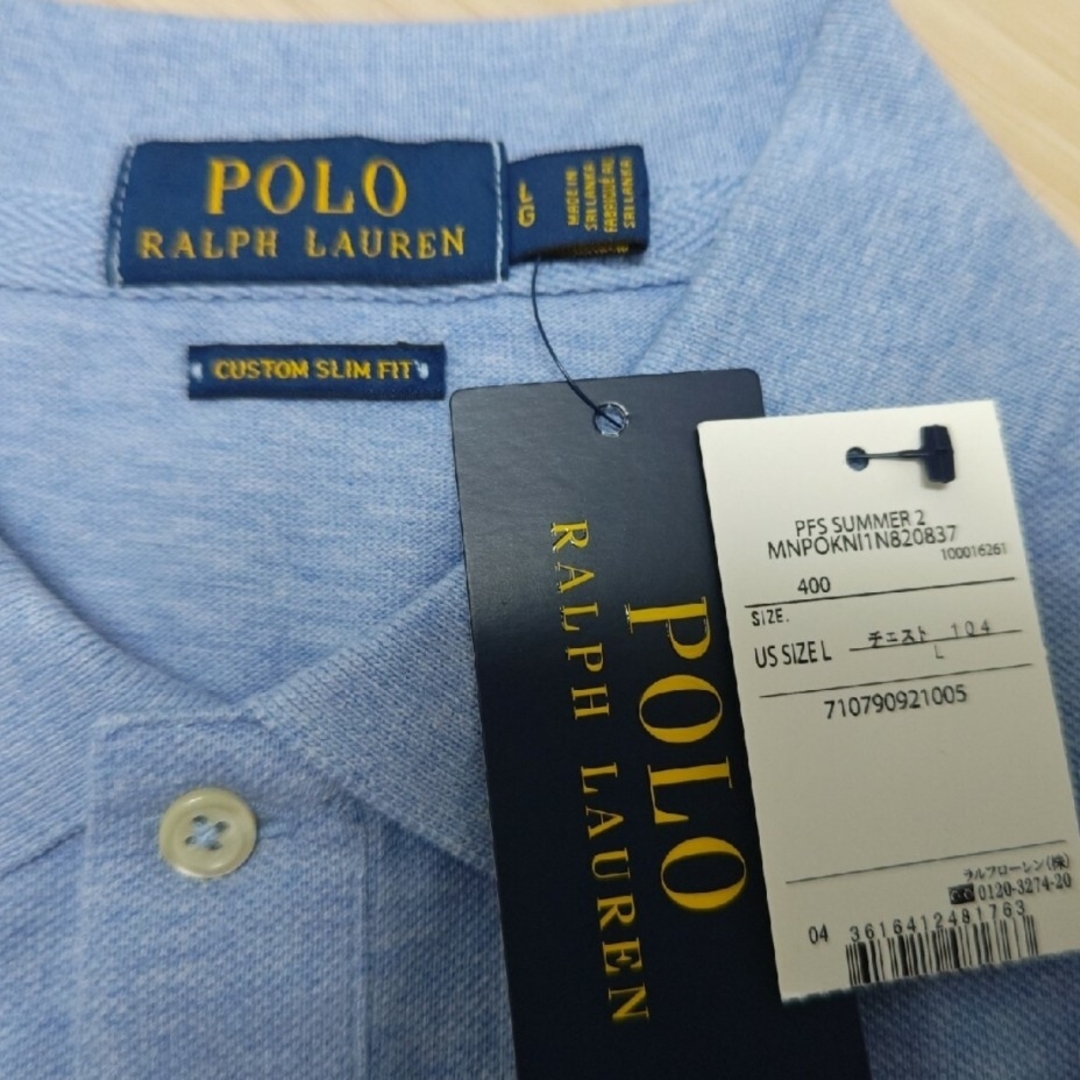 POLO
RALPH LAUREN
LG
MADE IN
SRI LANKA
FABRIQUÉ AU
SRI LANKA
CUSTOM SLIM FIT
POLO
RALPH LAUREN
PFS SUMMER 2
MNPOKNI1N820837
100016261
400
SIZE.
US SIZE L チェスト 104
L
710790921005
ラルフローレン(株)
0120-3274-20
04 3616412481763